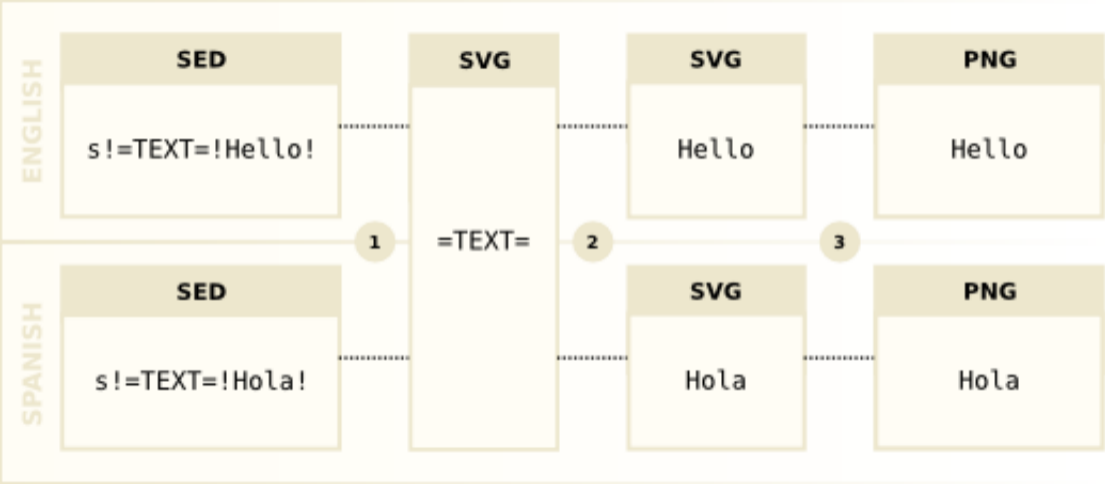 ENGLISH
SED
s!=TEXT=!Hello!
SVG
=TEXT=
SVG
Hello
PNG
Hello
1
2
3
SPANISH
SED
s!=TEXT=!Hola!
SVG
Hola
PNG
Hola